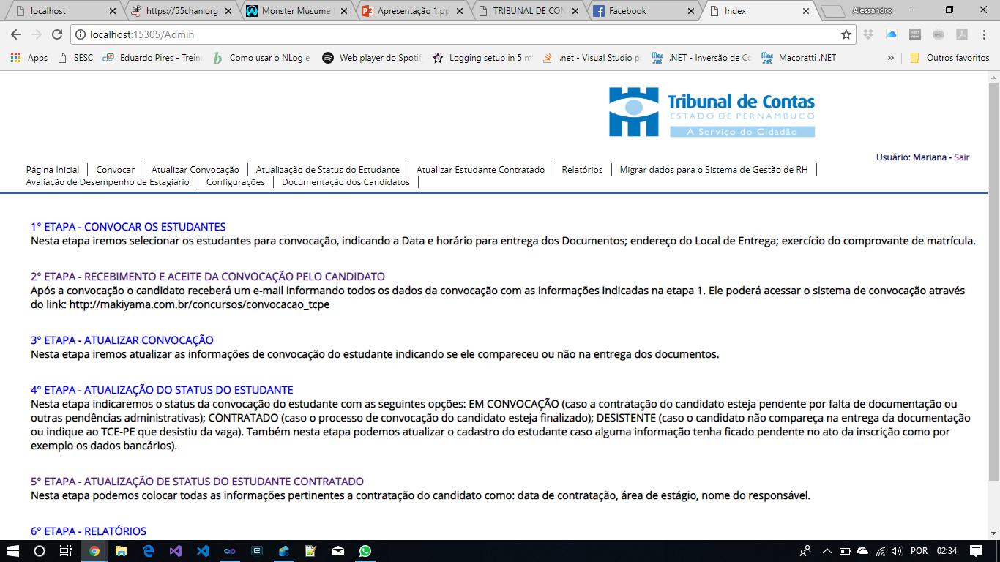 localhost
https://55chan.org
Monster Musume
Apresentação 1.pp
TRIBUNAL DE CON
Facebook
Index
Alessandro
localhost:15305/Admin
Apps
SESC
Eduardo Pires - Trein
Como usar o NLog e
Web player do Spotif
Logging setup in 5 m
.net - Visual Studio p
.NET - Inversão de Co
Macoratti .NET
»
Outros favoritos
Tribunal de Contas
ESTADO DE PERNAMBUCO
A Serviço do Cidadão
Usuário: Mariana - Sair
Página Inicial
Convocar
Atualizar Convocação
Atualização de Status do Estudante
Atualizar Estudante Contratado
Relatórios
Migrar dados para o Sistema de Gestão de RH
Avaliação de Desempenho de Estagiário
Configurações
Documentação dos Candidatos
1° ETAPA - CONVOCAR OS ESTUDANTES
Nesta etapa iremos selecionar os estudantes para convocação, indicando a Data e horário para entrega dos Documentos; endereço do Local de Entrega; exercício do comprovante de matrícula.
2° ETAPA - RECEBIMENTO E ACEITE DA CONVOCAÇÃO PELO CANDIDATO
Após a convocação o candidato receberá um e-mail informando todos os dados da convocação com as informações indicadas na etapa 1. Ele poderá acessar o sistema de convocação através
do link: http://makiyama.com.br/concursos/convocacao_tcpe
3° ETAPA - ATUALIZAR CONVOCAÇÃO
Nesta etapa iremos atualizar as informações de convocação do estudante indicando se ele compareceu ou não na entrega dos documentos.
4° ETAPA - ATUALIZAÇÃO DO STATUS DO ESTUDANTE
Nesta etapa indicaremos o status da convocação do estudante com as seguintes opções: EM CONVOCAÇÃO (caso a contratação do candidato esteja pendente por falta de documentação ou
outras pendências administrativas); CONTRATADO (caso o processo de convocação do candidato esteja finalizado); DESISTENTE (caso o candidato não compareça na entrega da documentação
ou indique ao TCE-PE que desistiu da vaga). Também nesta etapa podemos atualizar o cadastro do estudante caso alguma informação tenha ficado pendente no ato da inscrição como por
exemplo os dados bancários).
5° ETAPA - ATUALIZAÇÃO DE STATUS DO ESTUDANTE CONTRATADO
Nesta etapa podemos colocar todas as informações pertinentes a contratação do candidato como: data de contratação, área de estágio, nome do responsável.
6° ETAPA - RELATÓRIOS
POR
02:34